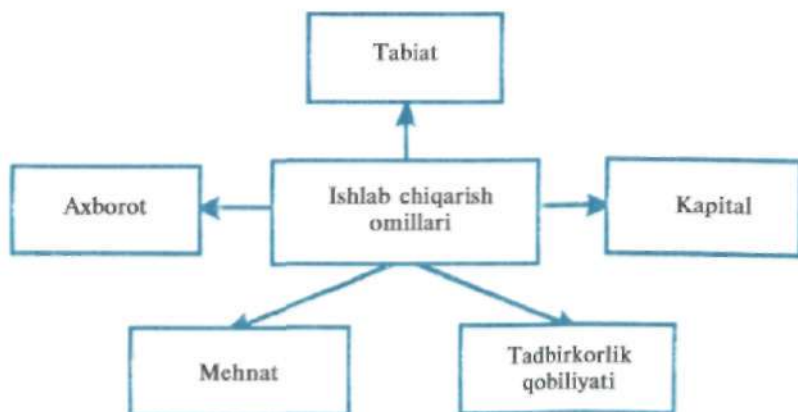 Tabiat
Axborot
Ishlab chiqarish
omillari
Kapital
Mehnat
Tadbirkorlik
qobiliyati